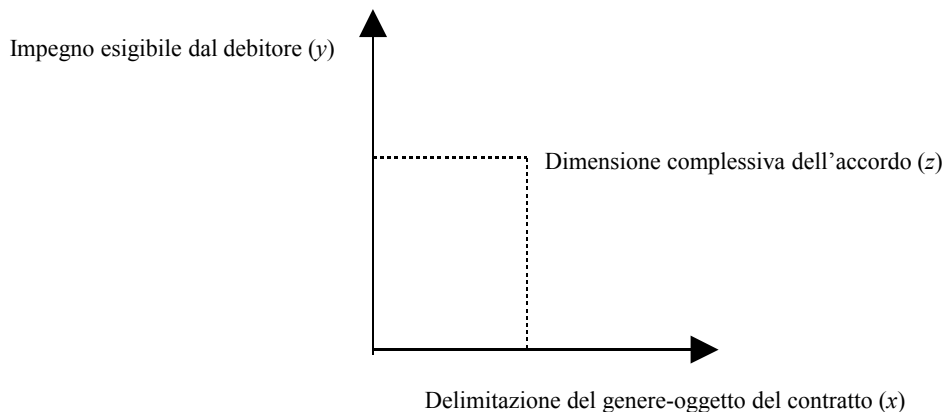 Impegno esigibile dal debitore (y)
Dimensione complessiva dell’accordo (z)
Delimitazione del genere-oggetto del contratto (x)